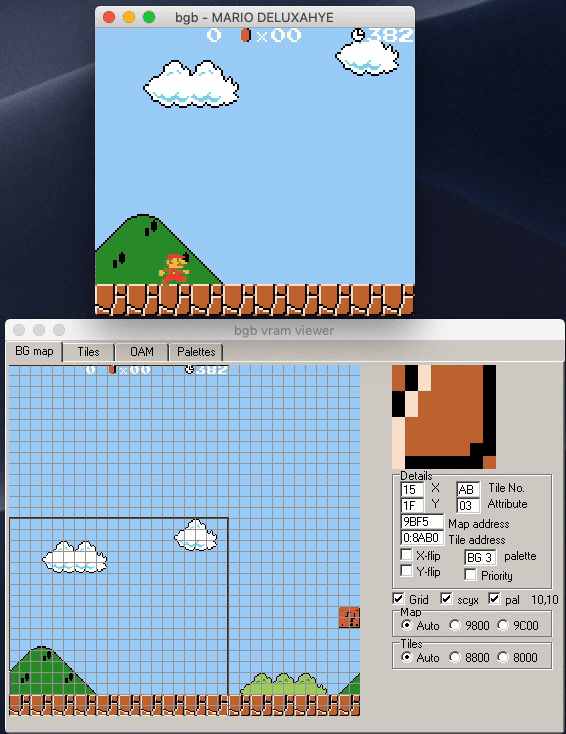 bgb - MARIO DELUXAHYE
0 ×00 382
bgb vram viewer
BG map Tiles OAM Palettes
0 ×00 382
Details
15 X AB Tile No.
1F Y 03 Attribute
9BF5 Map address
0:8AB0 Tile address
X-flip BG 3 palette
Y-flip Priority
Grid scyx pal 10,10
Map
Auto 9800 9C00
Tiles
Auto 8800 8000